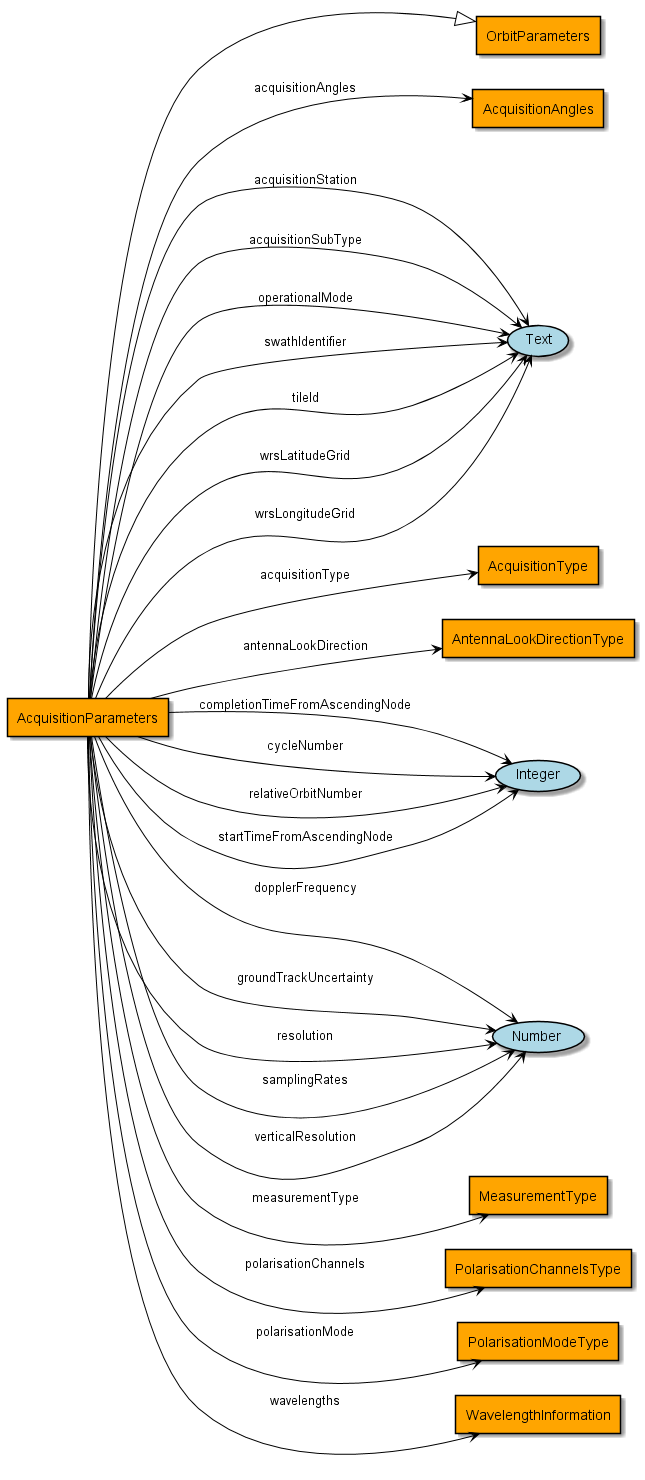 OrbitParameters
acquisitionAngles
AcquisitionAngles
acquisitionStation
acquisitionSubType
operationalMode
Text
swathIdentifier
tileId
wrsLatitudeGrid
wrsLongitudeGrid
AcquisitionType
acquisitionType
AntennaLookDirectionType
antennaLookDirection
completionTimeFromAscendingNode
AcquisitionParameters
cycleNumber
Integer
relativeOrbitNumber
startTimeFromAscendingNode
dopplerFrequency
groundTrackUncertainty
resolution
Number
samplingRates
verticalResolution
measurementType
MeasurementType
polarisationChannels
PolarisationChannelsType
polarisationMode
PolarisationModeType
wavelengths
WavelengthInformation